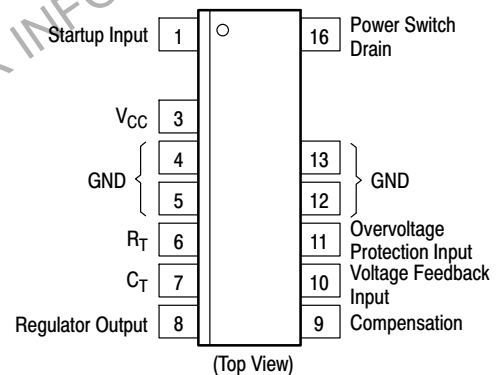 Startup Input 1
16 Power Switch
Drain
VCC 3
4
GND
5
13
GND
12
RT 6
11 Overvoltage
Protection Input
CT 7
10 Voltage Feedback
Input
Regulator Output 8
9 Compensation
(Top View)